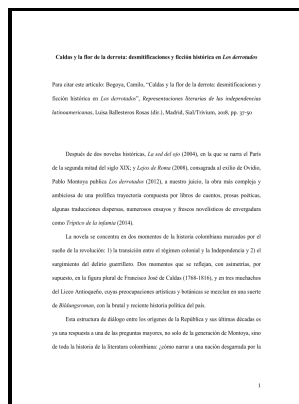 Caldas y la flor de la derrota: desmitificaciones y ficción histórica en Los derrotados
Para citar este artículo: Bogoya, Camilo, "Caldas y la flor de la derrota: desmitificaciones y
ficción histórica en Los derrotados", Representaciones literarias de las independencias
latinoamericanas, Luisa Ballesteros Rosas (dir.), Madrid, Sial/Trivium, 2018, pp. 37-50
Después de dos novelas históricas, La sed del ojo (2004), en la que se narra el París
de la segunda mitad del siglo XIX; y Lejos de Roma (2008), consagrada al exilio de Ovidio,
Pablo Montoya publica Los derrotados (2012), a nuestro juicio, la obra más compleja y
ambiciosa de una prolífica trayectoria compuesta por libros de cuentos, prosas poéticas,
algunas traducciones dispersas, numerosos ensayos y frescos novelísticos de envergadura
como Tríptico de la infamia (2014).
La novela se concentra en dos momentos de la historia colombiana marcados por el
sueño de la revolución: 1) la transición entre el régimen colonial y la Independencia y 2) el
surgimiento del delirio guerrillero. Dos momentos que se reflejan, con asimetrías, por
supuesto, en la figura plural de Francisco José de Caldas (1768-1816), y en tres muchachos
del Liceo Antioqueño, cuyas preocupaciones artísticas y botánicas se mezclan en una suerte
de Bildungsroman, con la brutal y reciente historia política del país.
Esta estructura de diálogo entre los orígenes de la República y sus últimas décadas es
ya una respuesta a una de las preguntas mayores, no solo de la generación de Montoya, sino
de toda la historia de la literatura colombiana: ¿cómo narrar a una nación desgarrada por la
1